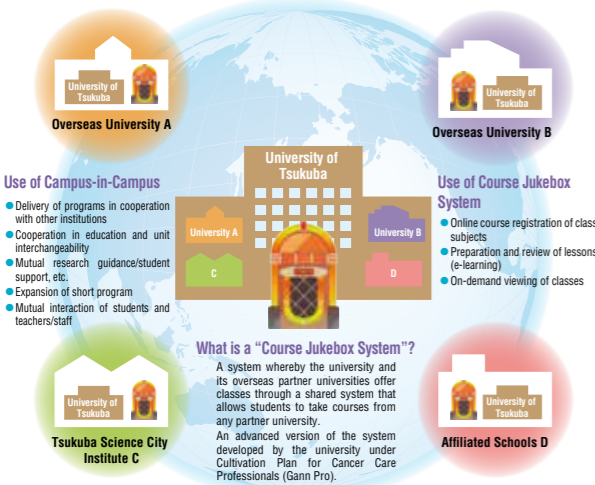 University of
Tsukuba
Overseas University A
University of
Tsukuba
Overseas University B
University of
Tsukuba
University A
University B
C
D
Use of Campus-in-Campus
● Delivery of programs in cooperation
with other institutions
● Cooperation in education and unit
interchangeability
● Mutual research guidance/student
support, etc.
● Expansion of short program
● Mutual interaction of students and
teachers/staff
Use of Course Jukebox
System
● Online course registration of class
subjects
● Preparation and review of lessons
(e-learning)
● On-demand viewing of classes
What is a “Course Jukebox System”?
A system whereby the university and
its overseas partner universities offer
classes through a shared system that
allows students to take courses from
any partner university.
An advanced version of the system
developed by the university under
Cultivation Plan for Cancer Care
Professionals (Gann Pro).
University of
Tsukuba
Tsukuba Science City
Institute C
University of
Tsukuba
Affiliated Schools D